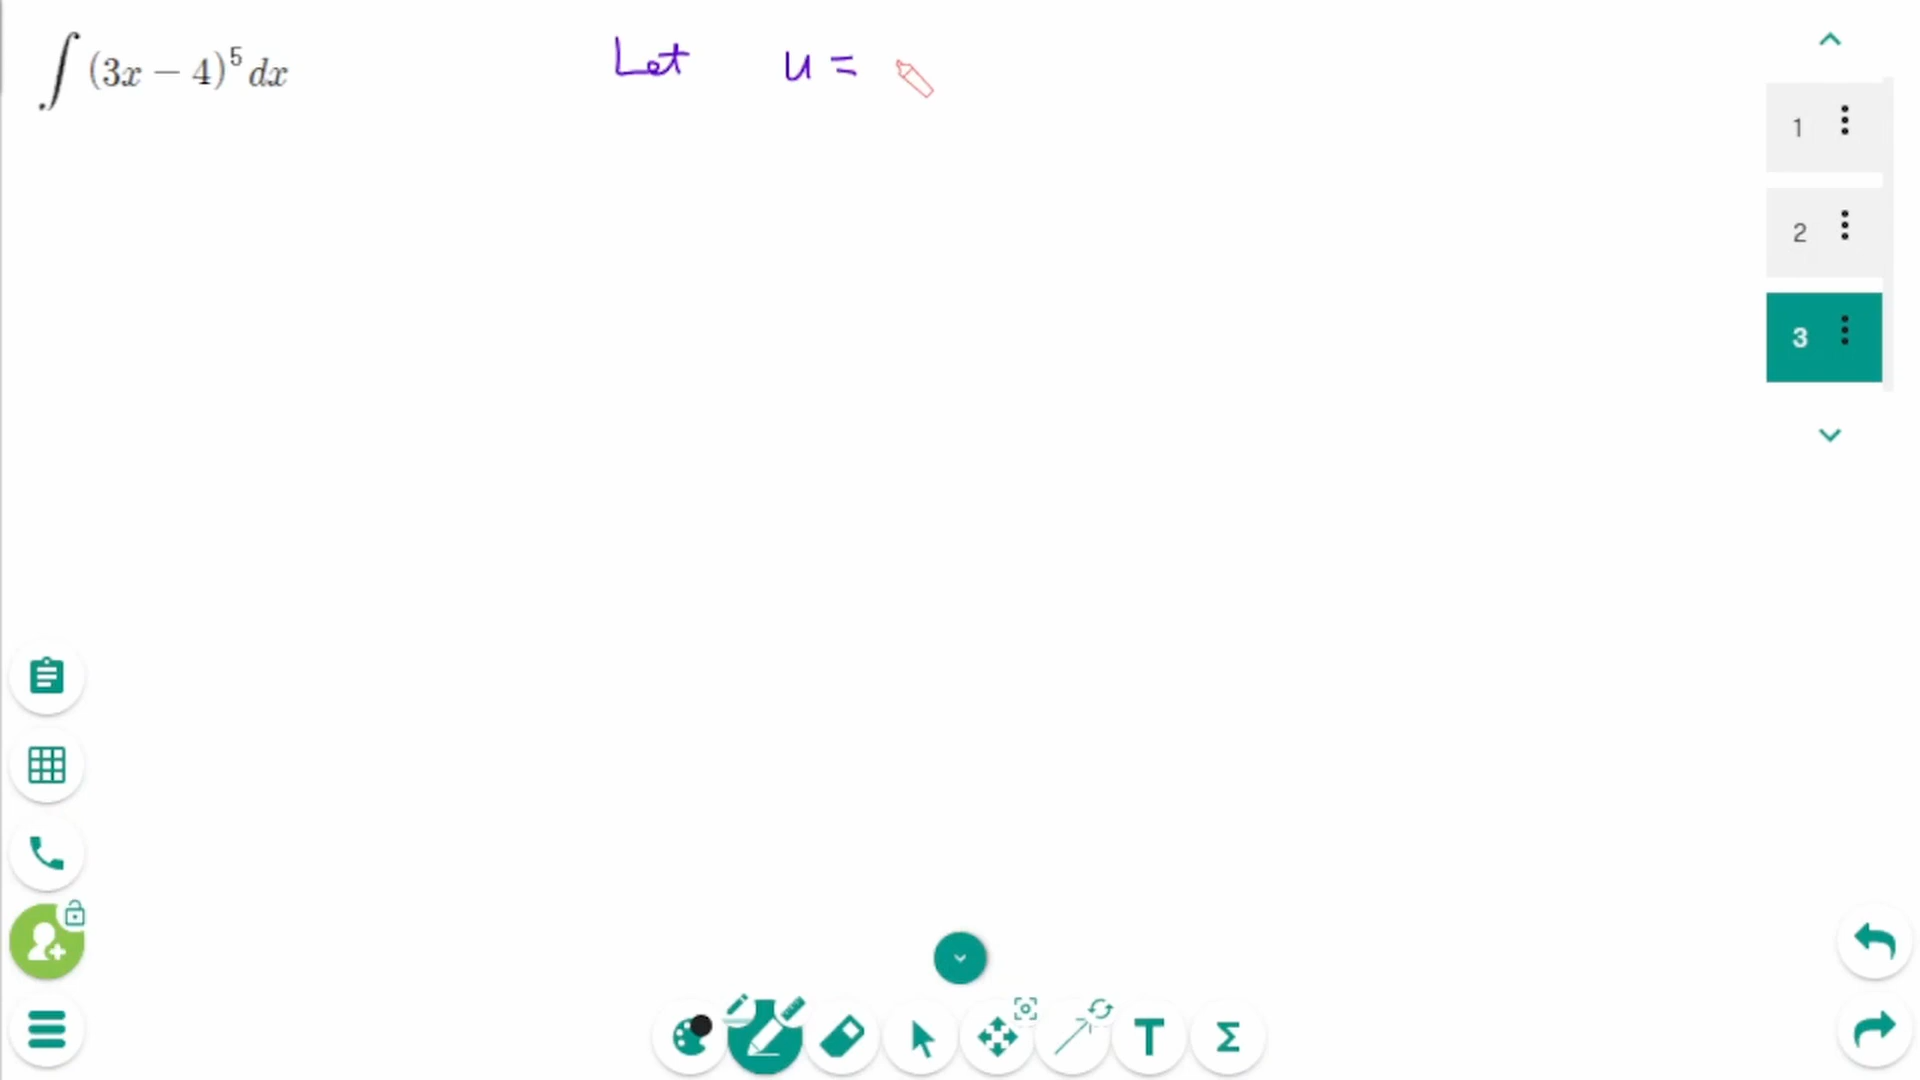 ∫ (3x − 4)⁵ dx Let u =
1
2
3
T Σ